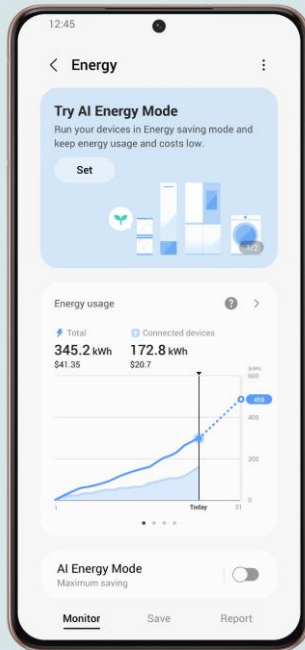 12:45
Energy
Try AI Energy Mode
Run your devices in Energy saving mode and
keep energy usage and costs low.
Set
1/2
Energy usage
?
Total
Connected devices
345.2 kWh
172.8 kWh
$41.35
$20.7
(kWh)
600
458
400
200
0
1
Today
31
AI Energy Mode
Maximum saving
Monitor
Save
Report